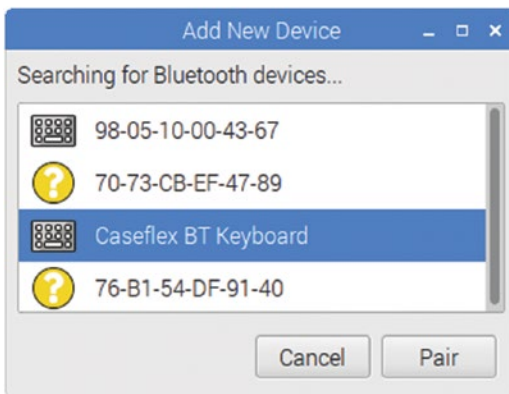 Add New Device
Searching for Bluetooth devices...
98-05-10-00-43-67
70-73-CB-EF-47-89
Caseflex BT Keyboard
76-B1-54-DF-91-40
Cancel Pair